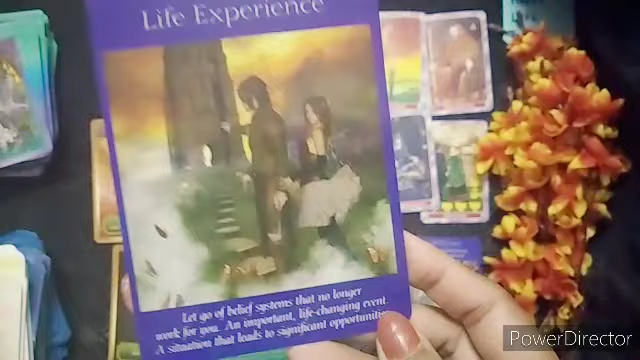 Life Experience
Let go of belief systems that no longer
work for you. An important, life-changing event.
A situation that leads to significant opportunities
PowerDirector